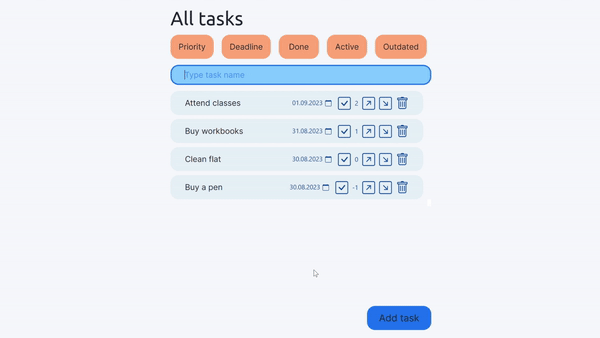 All tasks
Priority Deadline Done Active Outdated
Type task name
Attend classes 01.09.2023 2
Buy workbooks 31.08.2023 1
Clean flat 30.08.2023 0
Buy a pen 30.08.2023 -1
Add task